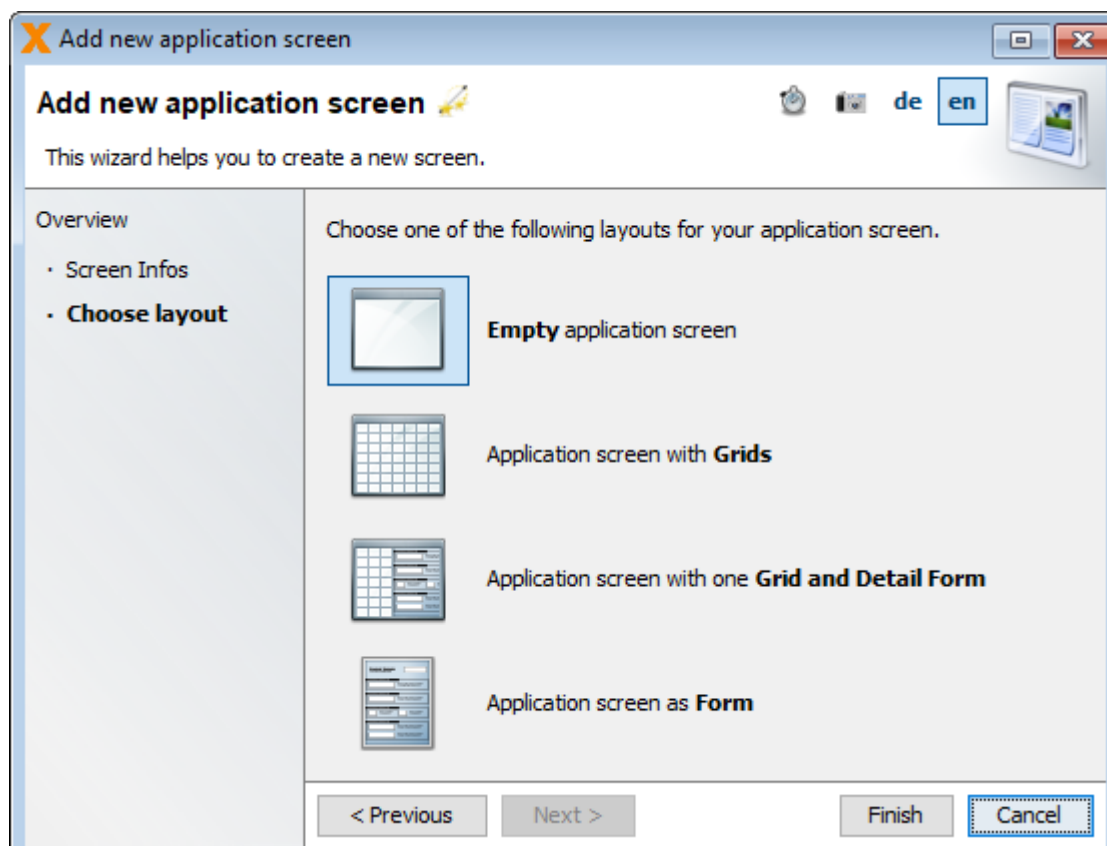 Add new application screen
Add new application screen
de en
This wizard helps you to create a new screen.
Overview
· Screen Infos
· Choose layout
Choose one of the following layouts for your application screen.
Empty application screen
Application screen with Grids
Application screen with one Grid and Detail Form
Application screen as Form
< Previous Next > Finish Cancel